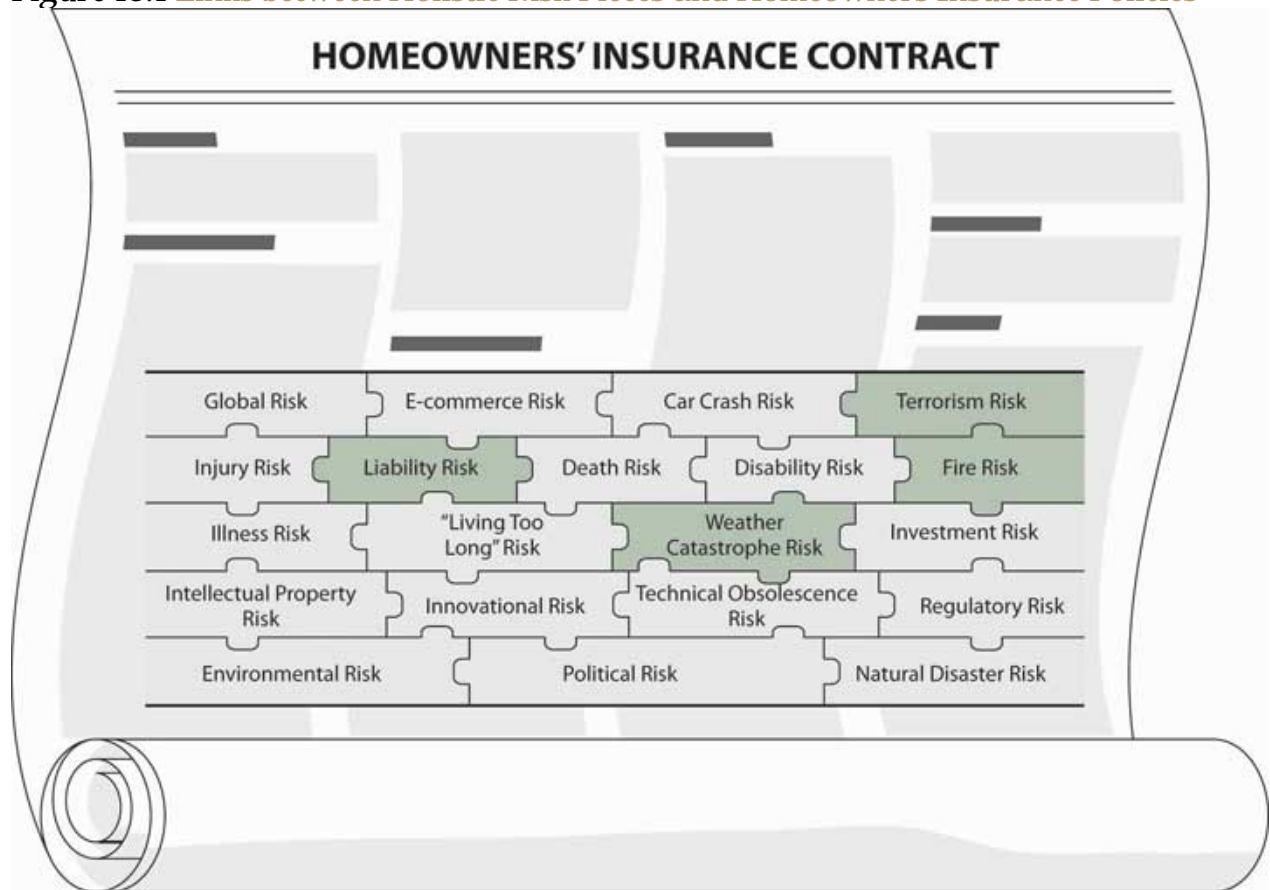 HOMEOWNERS' INSURANCE CONTRACT
Global Risk
E-commerce Risk
Car Crash Risk
Terrorism Risk
Injury Risk
Liability Risk
Death Risk
Disability Risk
Fire Risk
Illness Risk
"Living Too
Long" Risk
Weather
Catastrophe Risk
Investment Risk
Intellectual Property
Risk
Innovational Risk
Technical Obsolescence
Risk
Regulatory Risk
Environmental Risk
Political Risk
Natural Disaster Risk